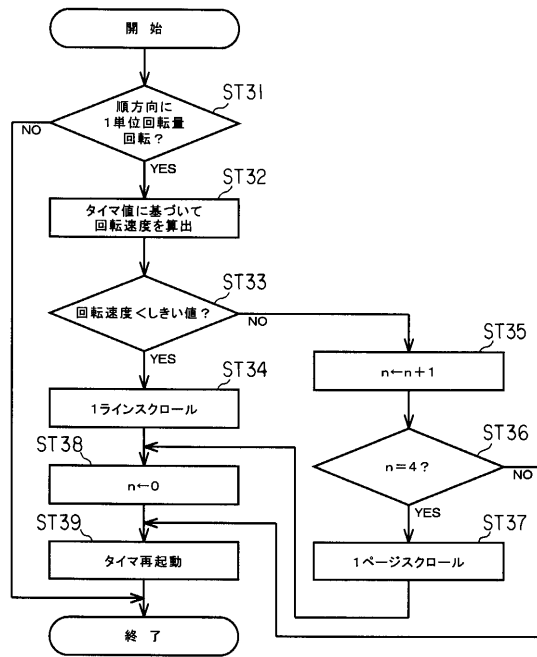 開 始
ST31
順方向に
1単位回転量
回転?
NO
YES
ST32
タイマ値に基づいて
回転速度を算出
ST33
回転速度<しきい値?
NO
YES
ST34
1ラインスクロール
ST35
n←n+1
ST36
n=4?
NO
YES
ST37
1ページスクロール
ST38
n←0
ST39
タイマ再起動
終 了